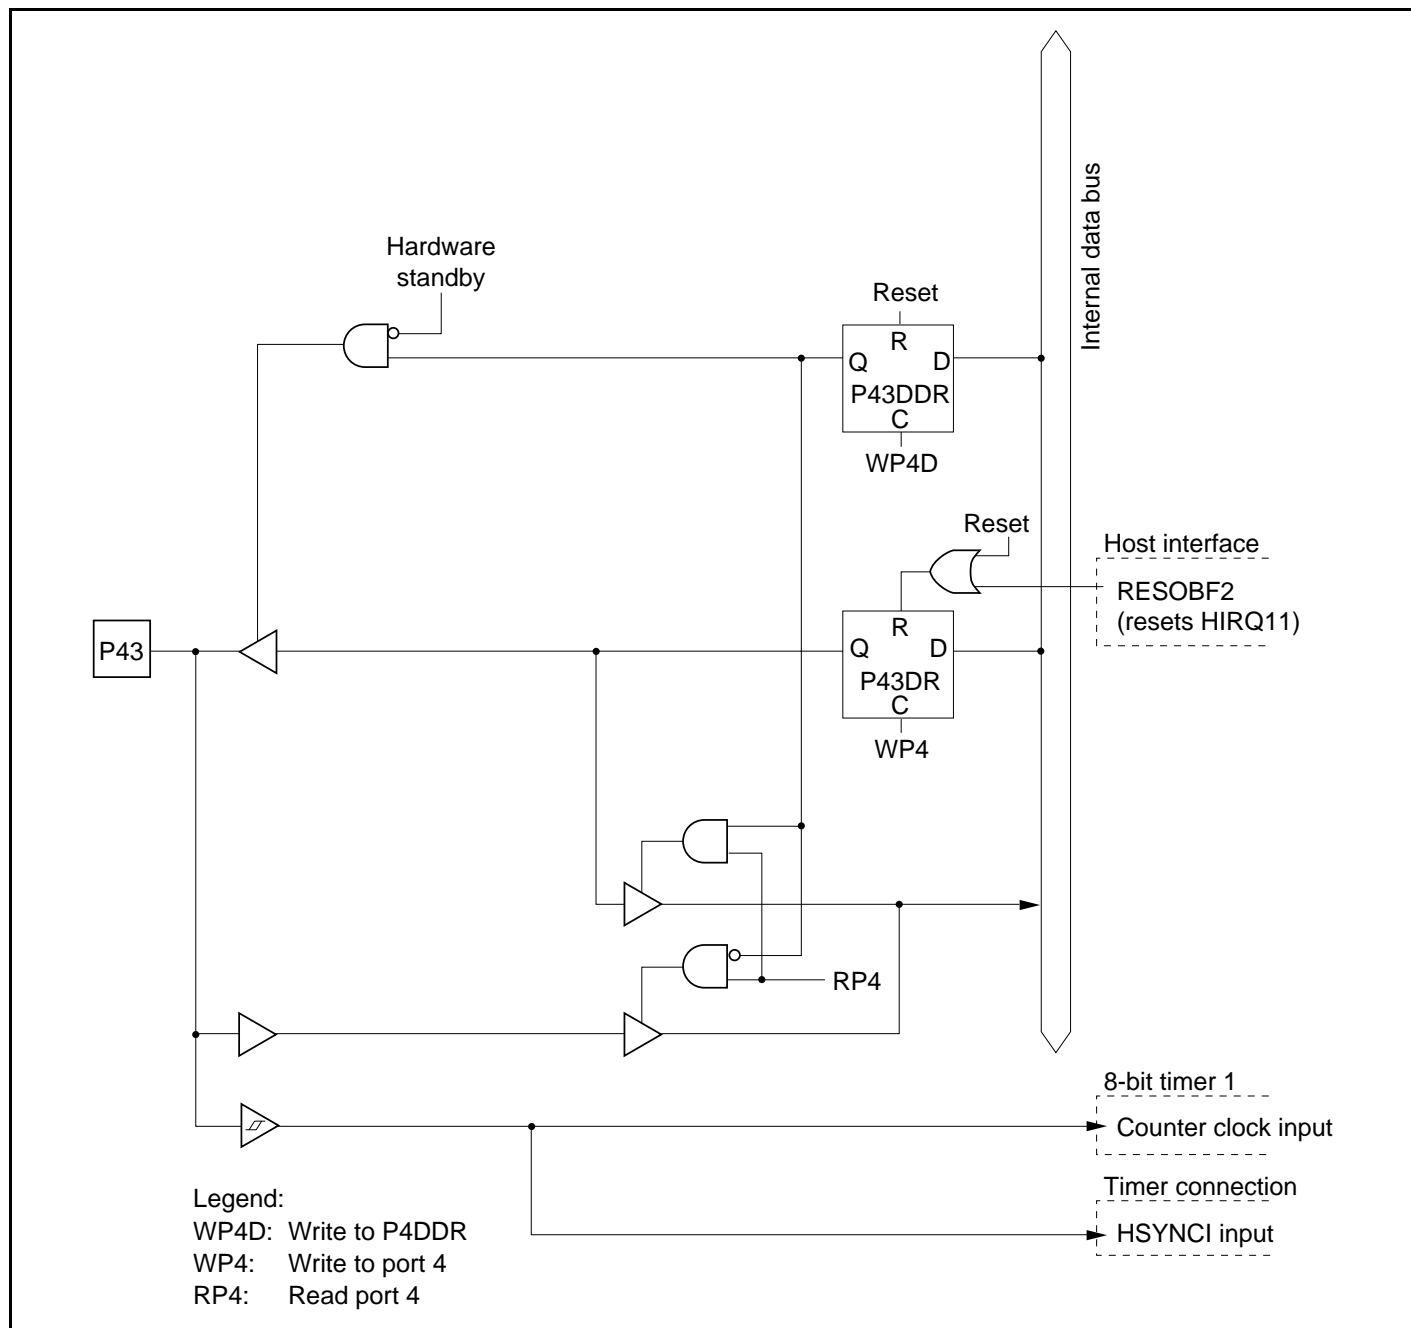 Hardware
standby
Reset
R
Q D
P43DDR
C
WP4D
Internal data bus
Reset
Host interface
RESOBF2
(resets HIRQ11)
R
Q D
P43DR
C
WP4
P43
RP4
8-bit timer 1
Counter clock input
Timer connection
HSYNCI input
Legend:
WP4D: Write to P4DDR
WP4: Write to port 4
RP4: Read port 4